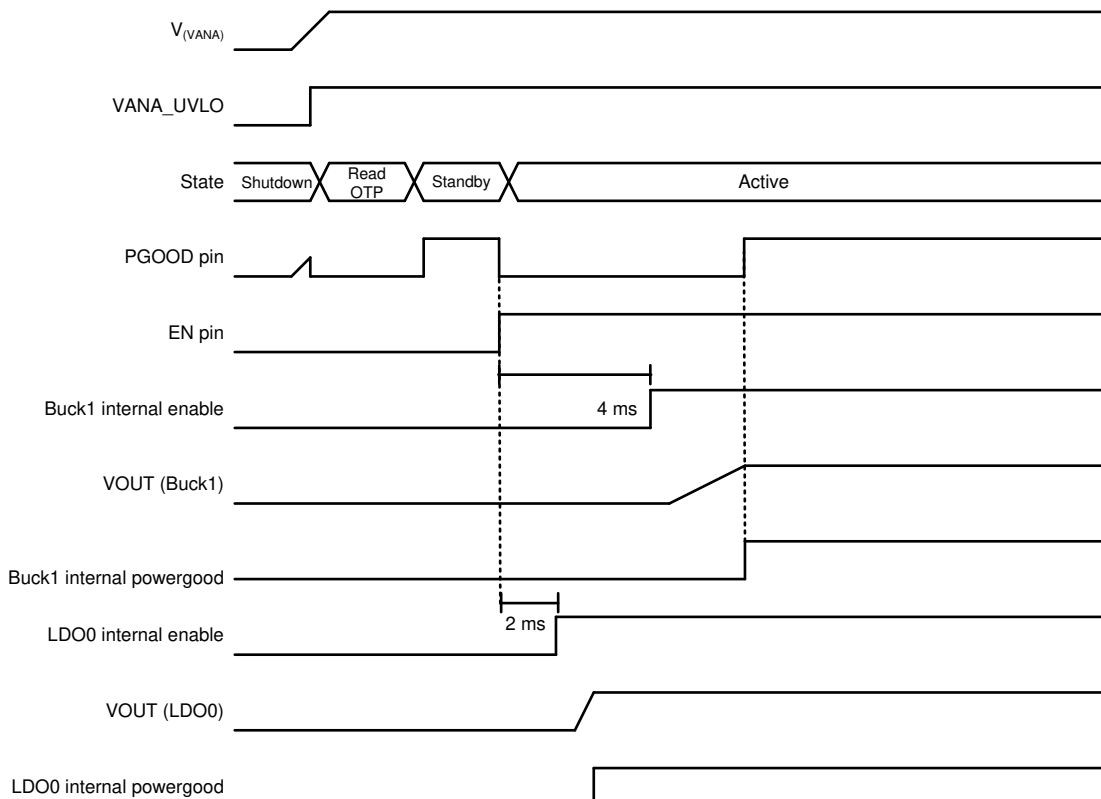 V(VANA)
VANA_UVLO
State
Shutdown
Read
OTP
Standby
Active
PGOOD pin
EN pin
Buck1 internal enable
4 ms
VOUT (Buck1)
Buck1 internal powergood
2 ms
LDO0 internal enable
VOUT (LDO0)
LDO0 internal powergood